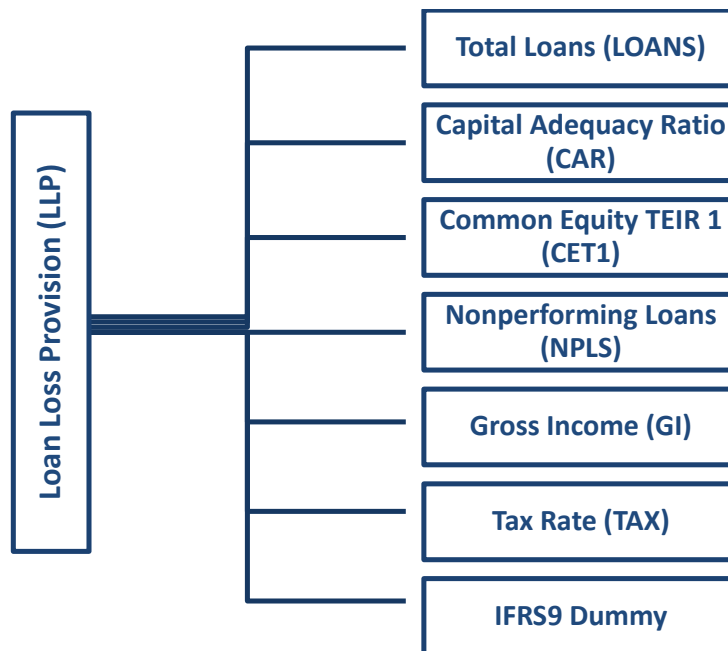 Loan Loss Provision (LLP)
Total Loans (LOANS)
Capital Adequacy Ratio
(CAR)
Common Equity TEIR 1
(CET1)
Nonperforming Loans
(NPLS)
Gross Income (GI)
Tax Rate (TAX)
IFRS9 Dummy